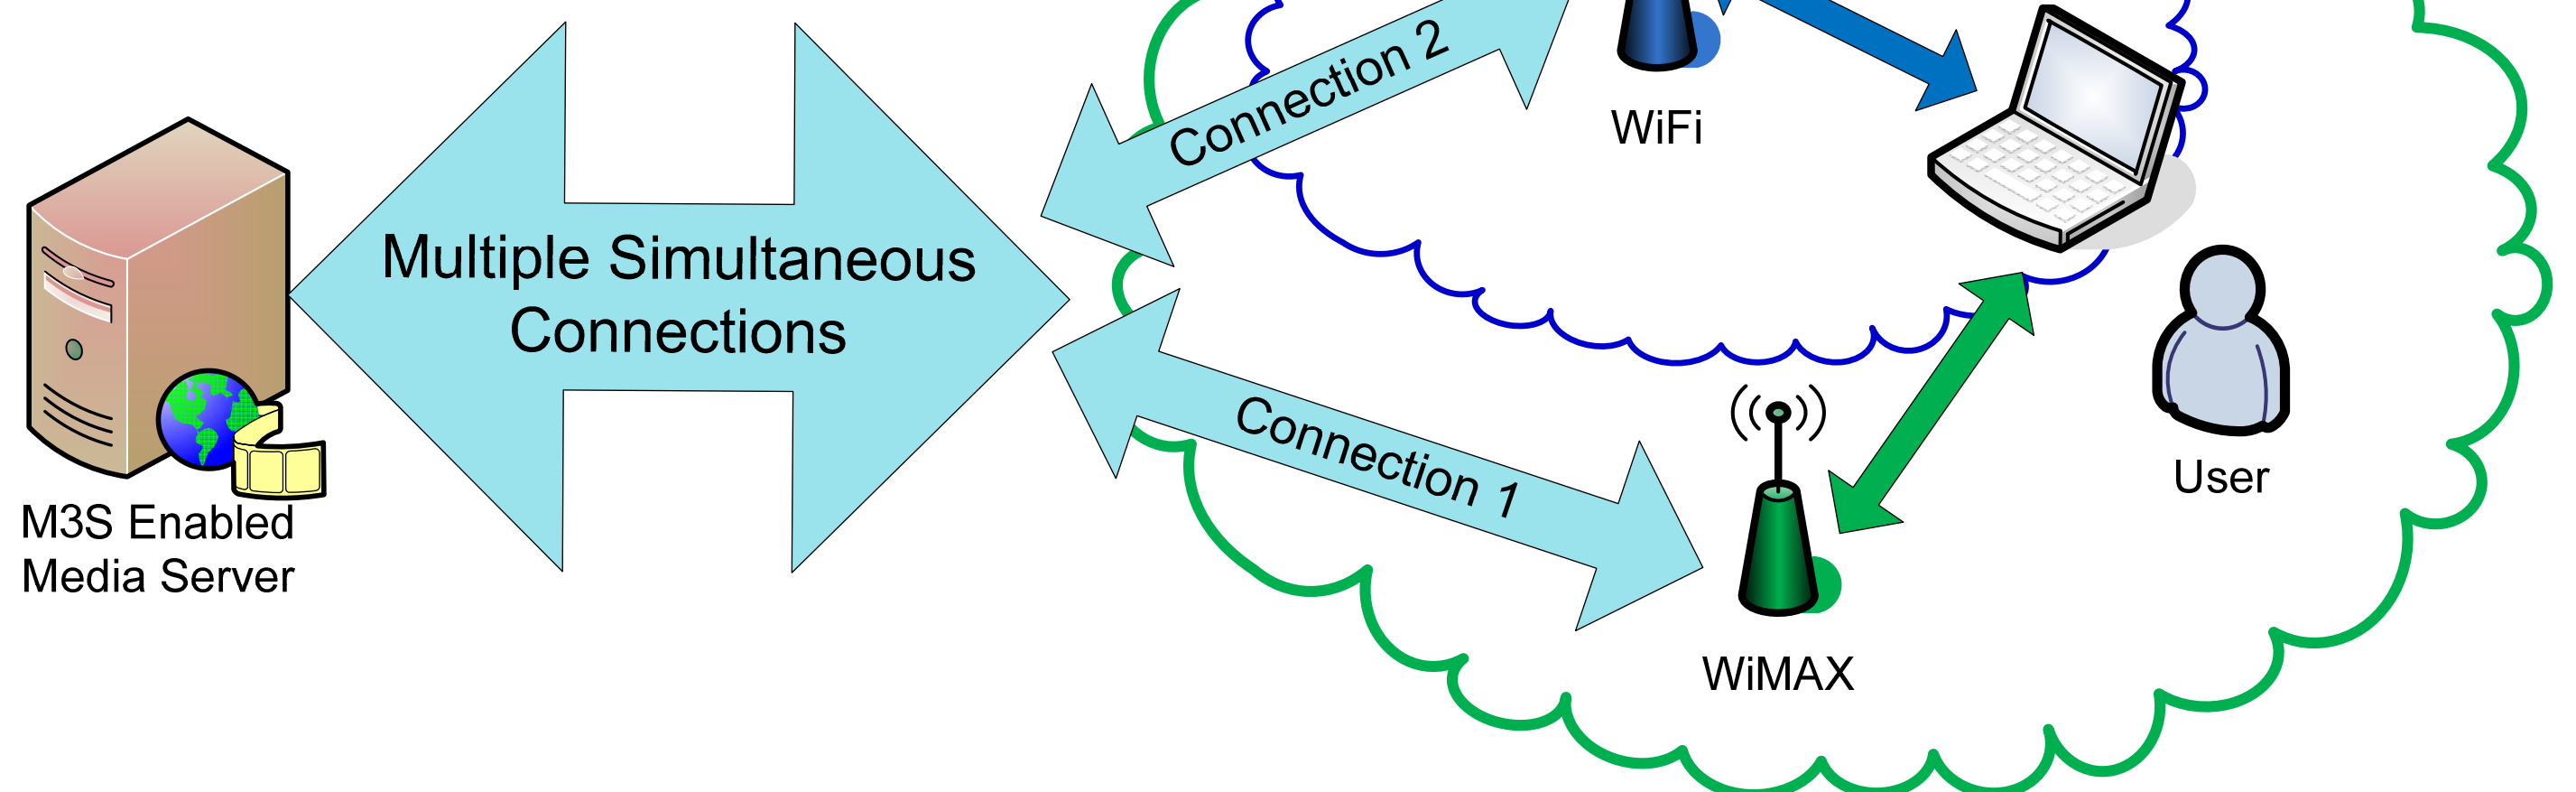 Connection 2
WiFi
Multiple Simultaneous
Connections
Connection 1
User
M3S Enabled
Media Server
WiMAX